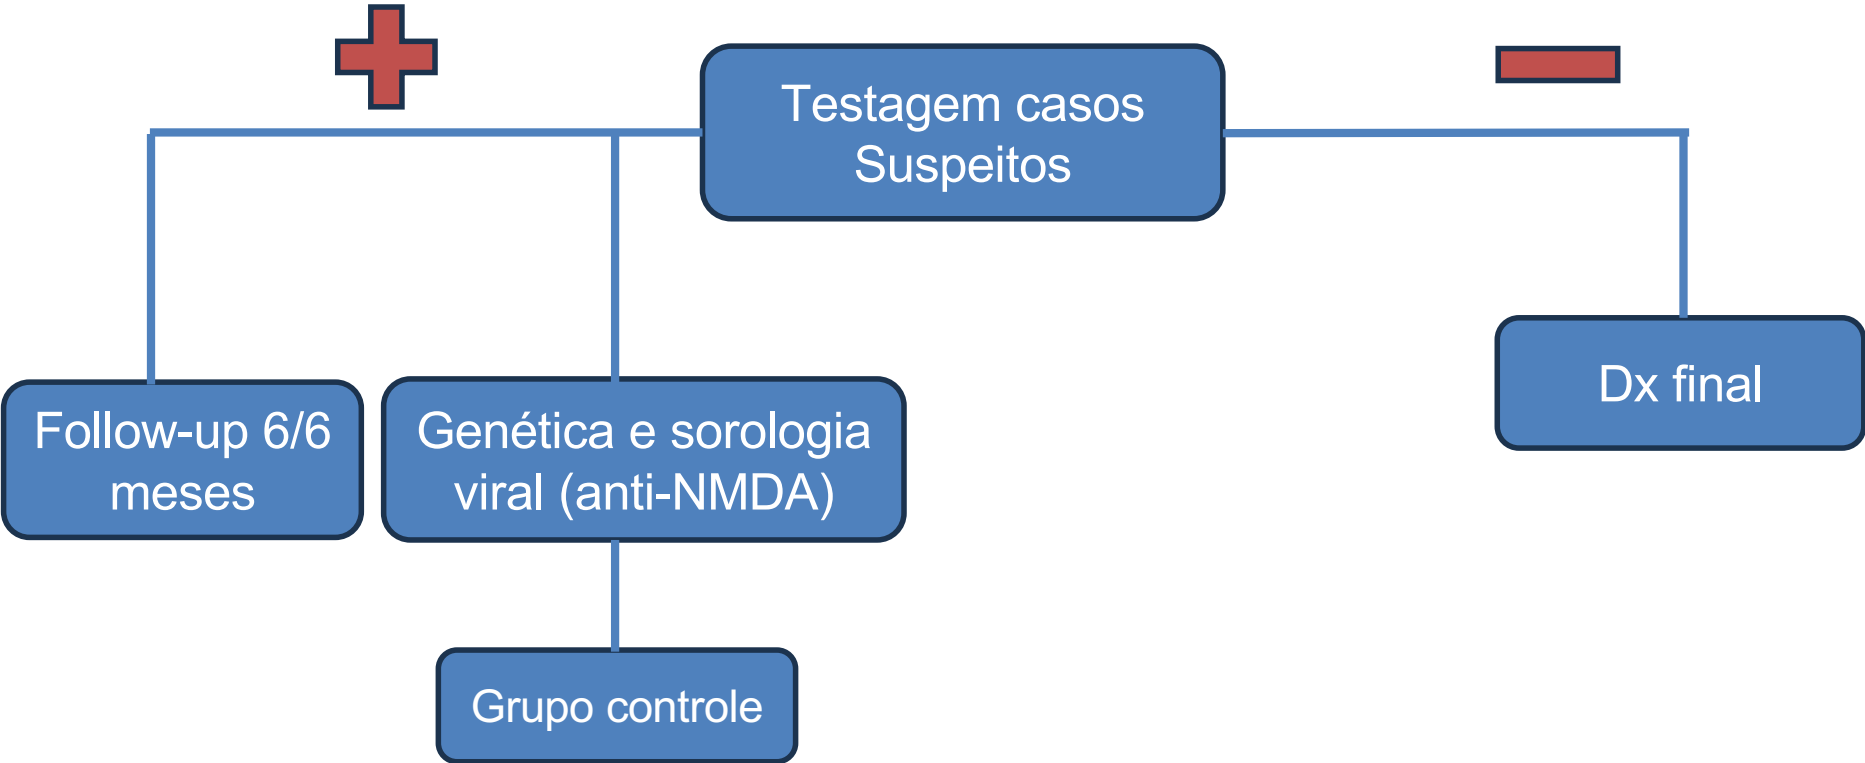 Testagem casos
Suspeitos
Follow-up 6/6
meses
Genética e sorologia
viral (anti-NMDA)
Dx final
Grupo controle